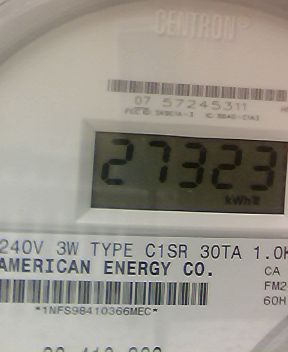 CENTRON®
07 57245311
27323
kWh
240V 3W TYPE C1SR 30TA 1.0K
AMERICAN ENERGY CO.
CA
FM2
60H
*1NFS98410366MEC*